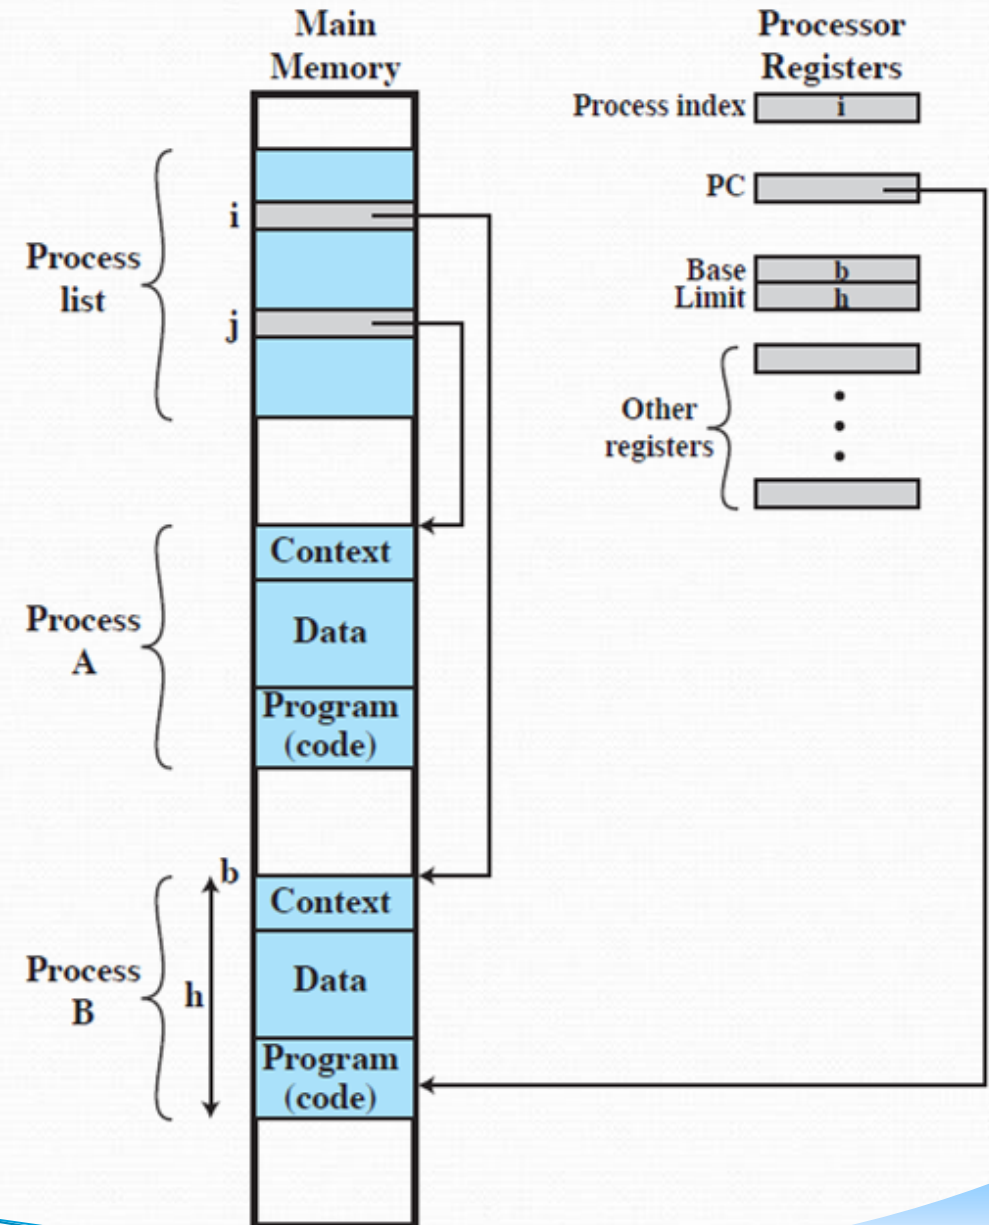 Main
Memory
Processor
Registers
Process index
i
PC
Base
b
Limit
h
Other
registers
Process
list
i
j
Process
A
Context
Data
Program
(code)
b
Process
B
h
Context
Data
Program
(code)